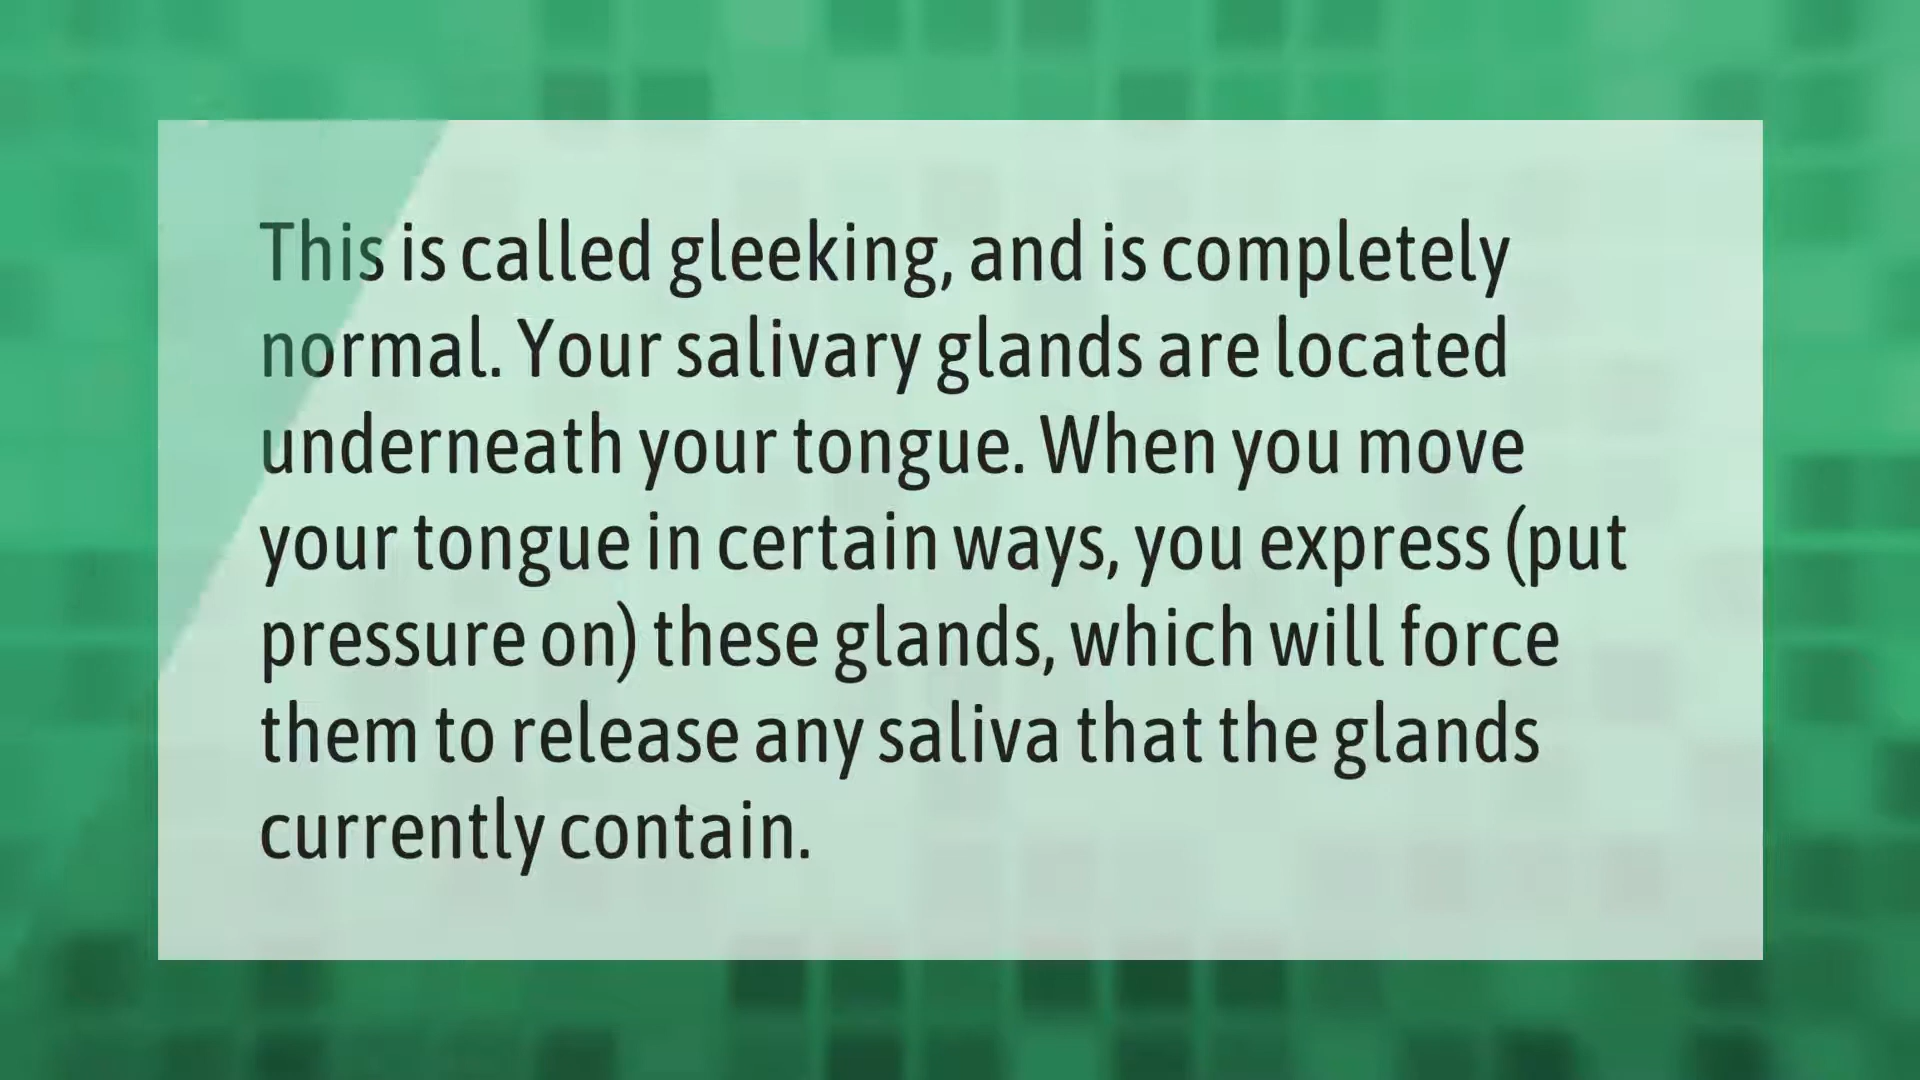 This is called gleeking, and is completely
normal. Your salivary glands are located
underneath your tongue. When you move
your tongue in certain ways, you express (put
pressure on) these glands, which will force
them to release any saliva that the glands
currently contain.